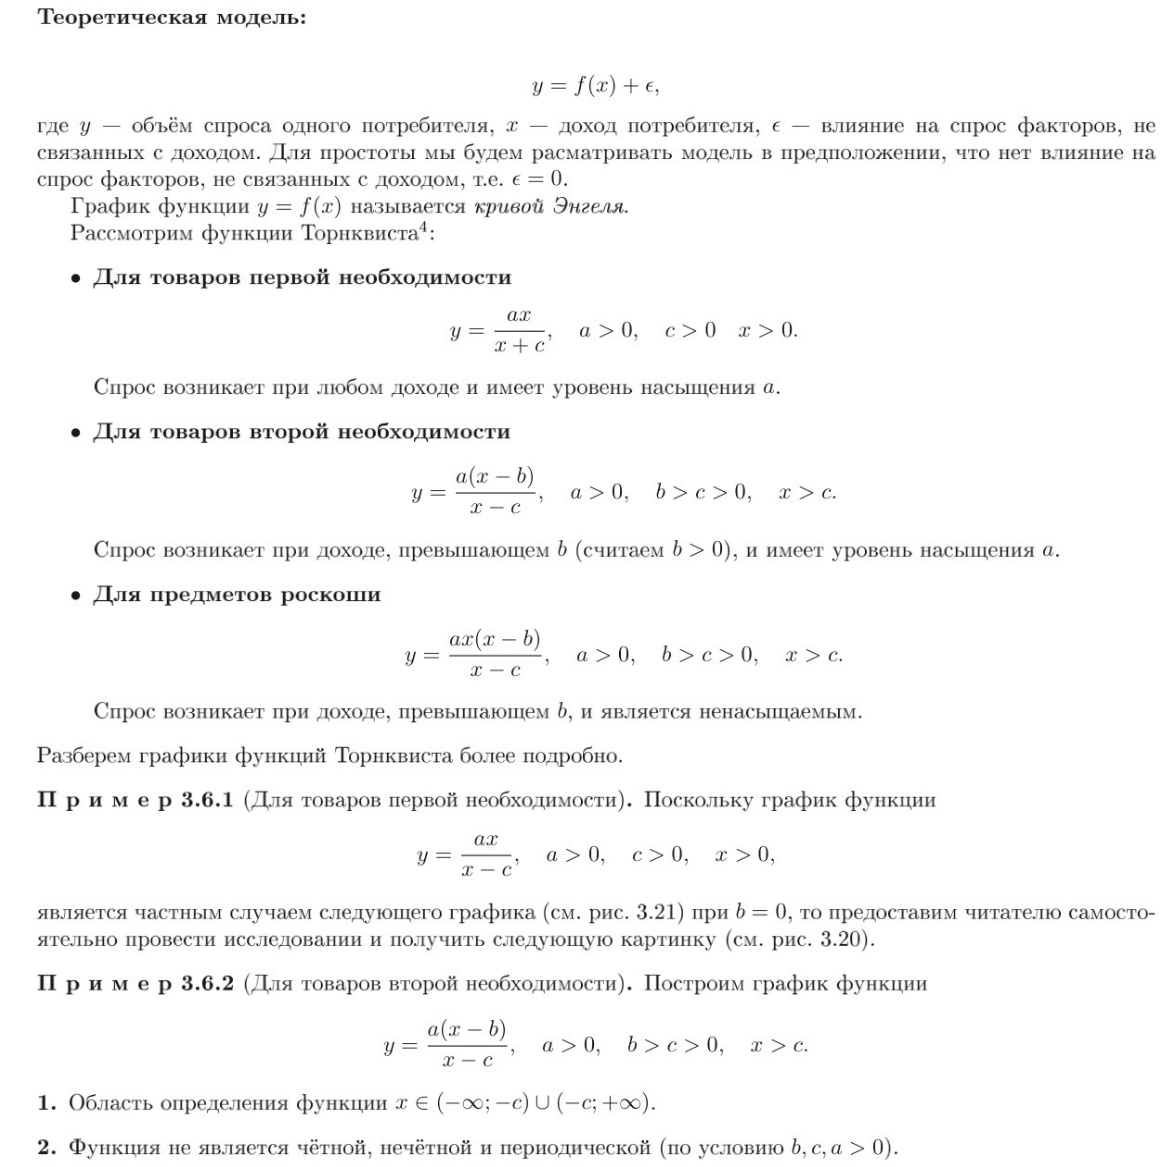 Теоретическая модель:
y = f(x) + ϵ,
где y — объём спроса одного потребителя, x — доход потребителя, ϵ — влияние на спрос факторов, не
связанных с доходом. Для простоты мы будем расматривать модель в предположении, что нет влияние на
спрос факторов, не связанных с доходом, т.е. ϵ = 0.
График функции y = f(x) называется кривой Энгеля.
Рассмотрим функции Торнквиста⁴:
• Для товаров первой необходимости
y = ax / (x + c), a > 0, c > 0 x > 0.
Спрос возникает при любом доходе и имеет уровень насыщения a.
• Для товаров второй необходимости
y = a(x − b) / (x − c), a > 0, b > c > 0, x > c.
Спрос возникает при доходе, превышающем b (считаем b > 0), и имеет уровень насыщения a.
• Для предметов роскоши
y = ax(x − b) / (x − c), a > 0, b > c > 0, x > c.
Спрос возникает при доходе, превышающем b, и является ненасыщаемым.
Разберем графики функций Торнквиста более подробно.
П р и м е р 3.6.1 (Для товаров первой необходимости). Поскольку график функции
y = ax / (x − c), a > 0, c > 0, x > 0,
является частным случаем следующего графика (см. рис. 3.21) при b = 0, то предоставим читателю самосто-
ятельно провести исследовании и получить следующую картинку (см. рис. 3.20).
П р и м е р 3.6.2 (Для товаров второй необходимости). Построим график функции
y = a(x − b) / (x − c), a > 0, b > c > 0, x > c.
1. Область определения функции x ∈ (−∞; −c) ∪ (−c; +∞).
2. Функция не является чётной, нечётной и периодической (по условию b, c, a > 0).